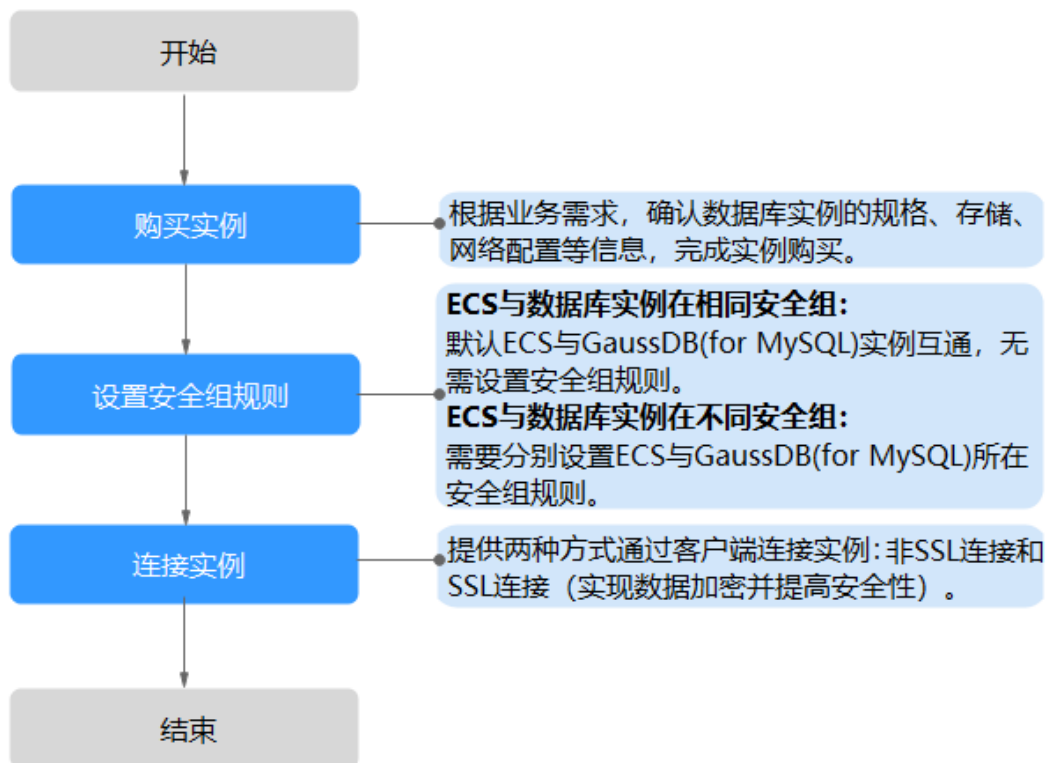 开始
购买实例
根据业务需求，确认数据库实例的规格、存储、
网络配置等信息，完成实例购买。
ECS与数据库实例在相同安全组：
默认ECS与GaussDB(for MySQL)实例互通，无
需设置安全组规则。
设置安全组规则
ECS与数据库实例在不同安全组：
需要分别设置ECS与GaussDB(for MySQL)所在
安全组规则。
连接实例
提供两种方式通过客户端连接实例：非SSL连接和
SSL连接（实现数据加密并提高安全性）。
结束